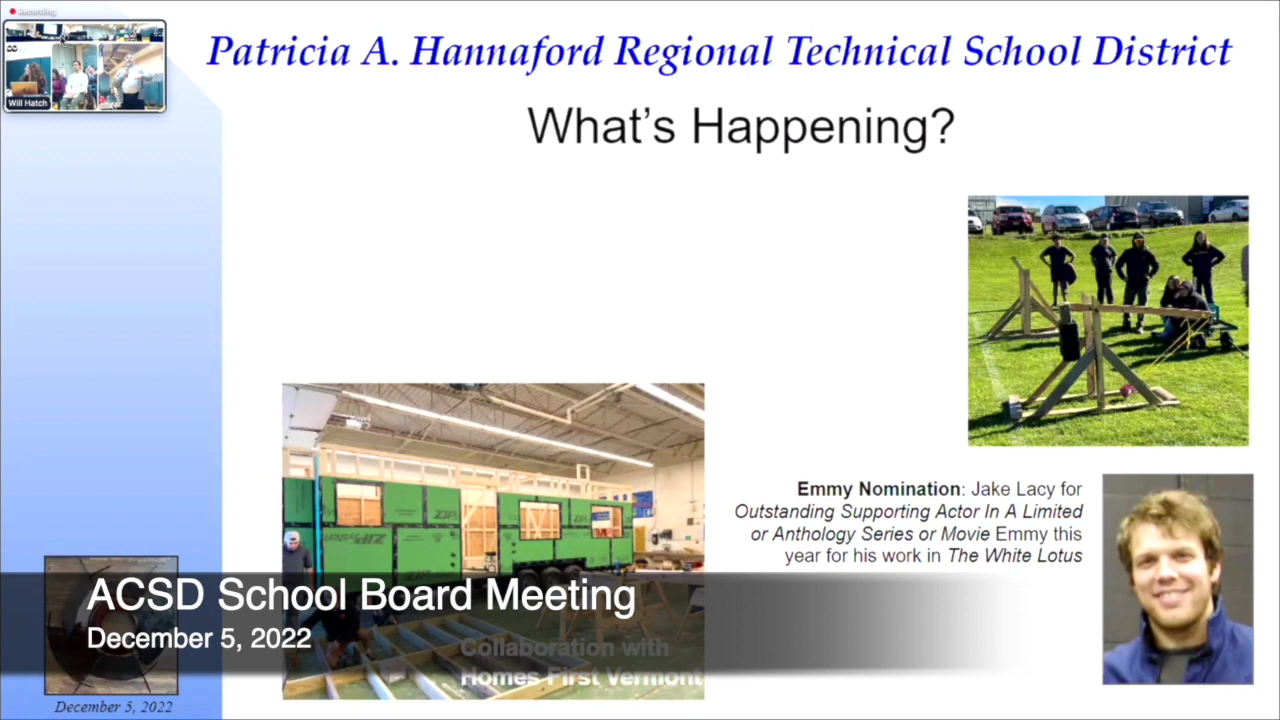 Recording
Patricia A. Hannaford Regional Technical School District
Will Hatch
What's Happening?
Emmy Nomination: Jake Lacy for
Outstanding Supporting Actor In A Limited
or Anthology Series or Movie Emmy this
year for his work in The White Lotus
ACSD School Board Meeting
December 5, 2022
Collaboration with
Homes First Vermont
December 5, 2022